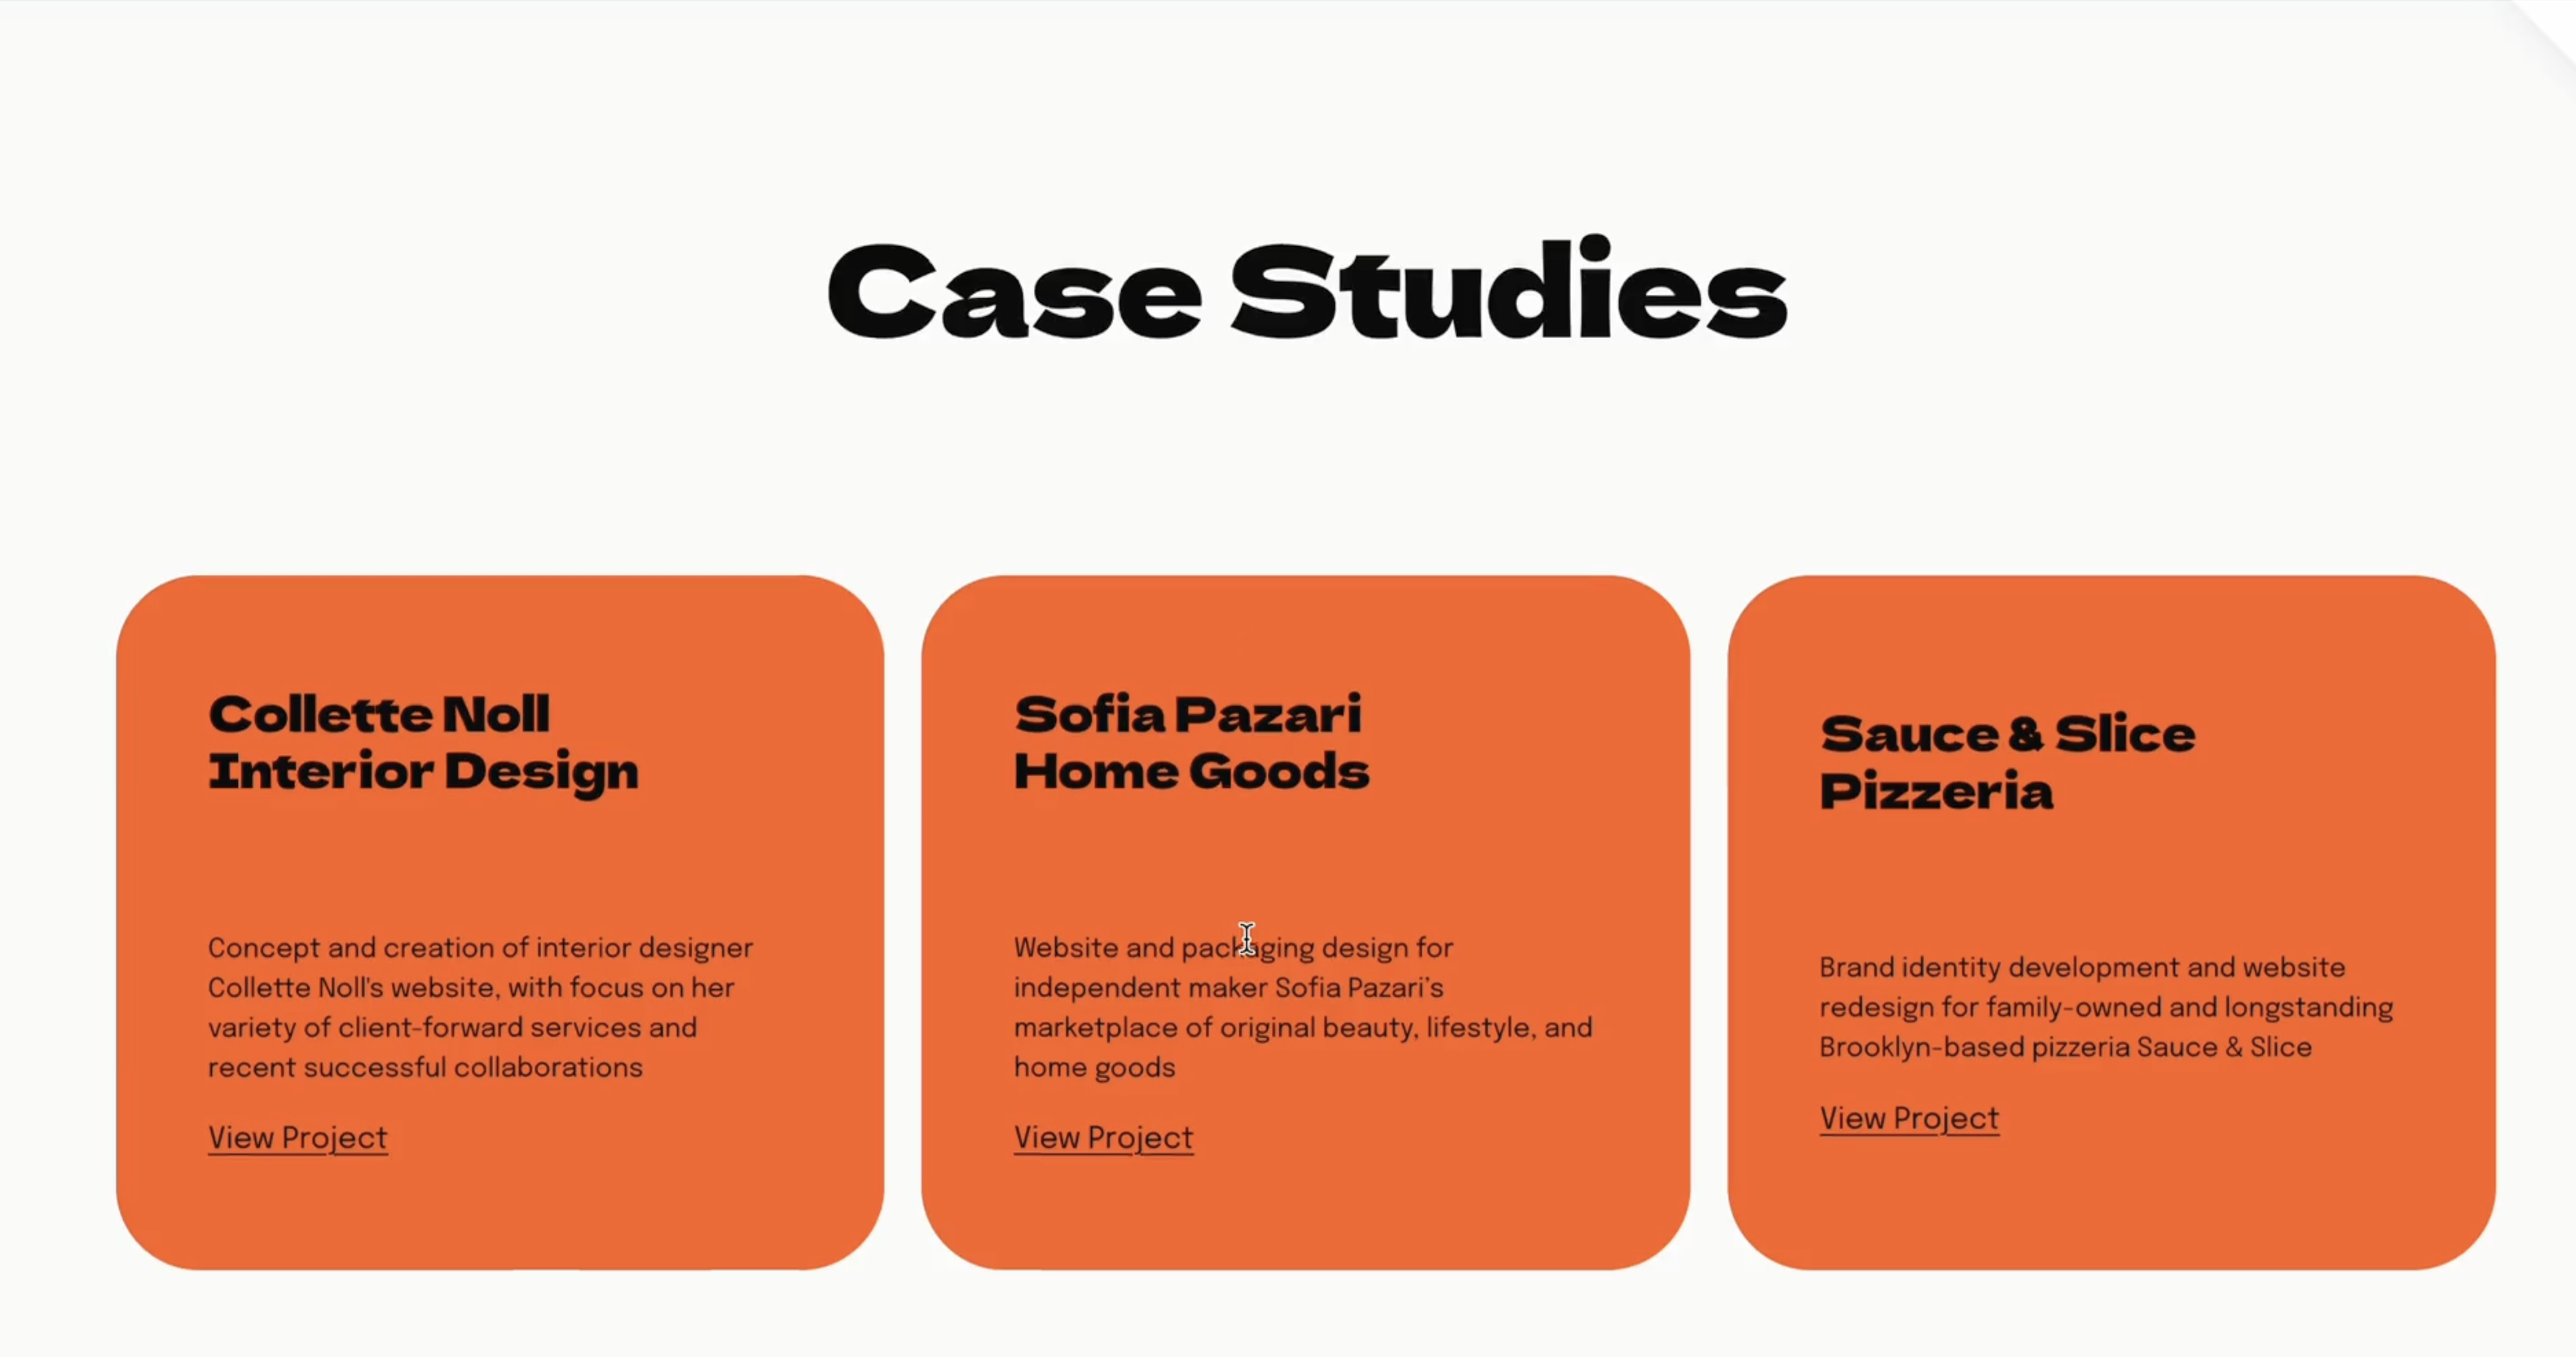 Case Studies
Collette Noll
Interior Design
Concept and creation of interior designer
Collette Noll's website, with focus on her
variety of client-forward services and
recent successful collaborations
View Project
Sofia Pazari
Home Goods
Website and packaging design for
independent maker Sofia Pazari's
marketplace of original beauty, lifestyle, and
home goods
View Project
Sauce & Slice
Pizzeria
Brand identity development and website
redesign for family-owned and longstanding
Brooklyn-based pizzeria Sauce & Slice
View Project